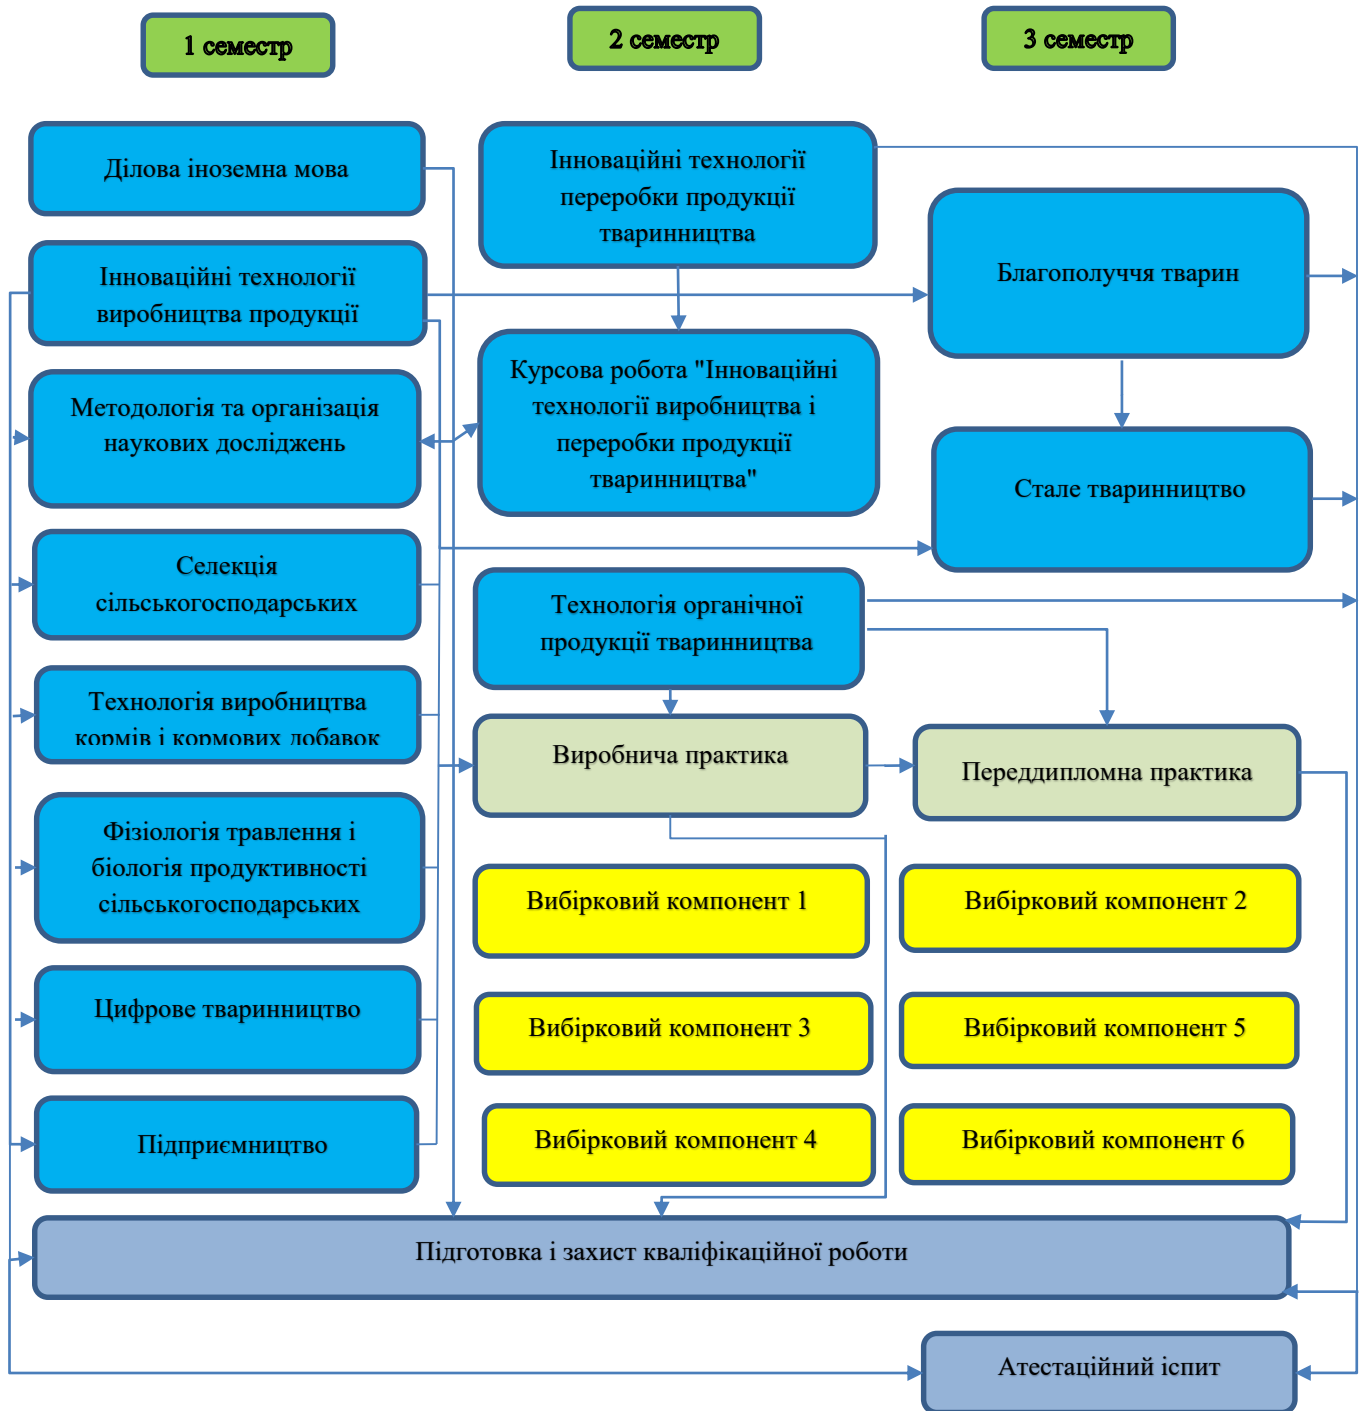 1 семестр
2 семестр
3 семестр
Ділова іноземна мова
Інноваційні технології
виробництва продукції
Методологія та організація
наукових досліджень
Селекція
сільськогосподарських
Технологія виробництва
кормів і кормових добавок
Фізіологія травлення і
біологія продуктивності
сільськогосподарських
Цифрове тваринництво
Підприємництво
Інноваційні технології
переробки продукції
тваринництва
Курсова робота "Інноваційні
технології виробництва і
переробки продукції
тваринництва"
Технологія органічної
продукції тваринництва
Виробнича практика
Вибірковий компонент 1
Вибірковий компонент 3
Вибірковий компонент 4
Благополуччя тварин
Стале тваринництво
Переддипломна практика
Вибірковий компонент 2
Вибірковий компонент 5
Вибірковий компонент 6
Підготовка і захист кваліфікаційної роботи
Атестаційний іспит